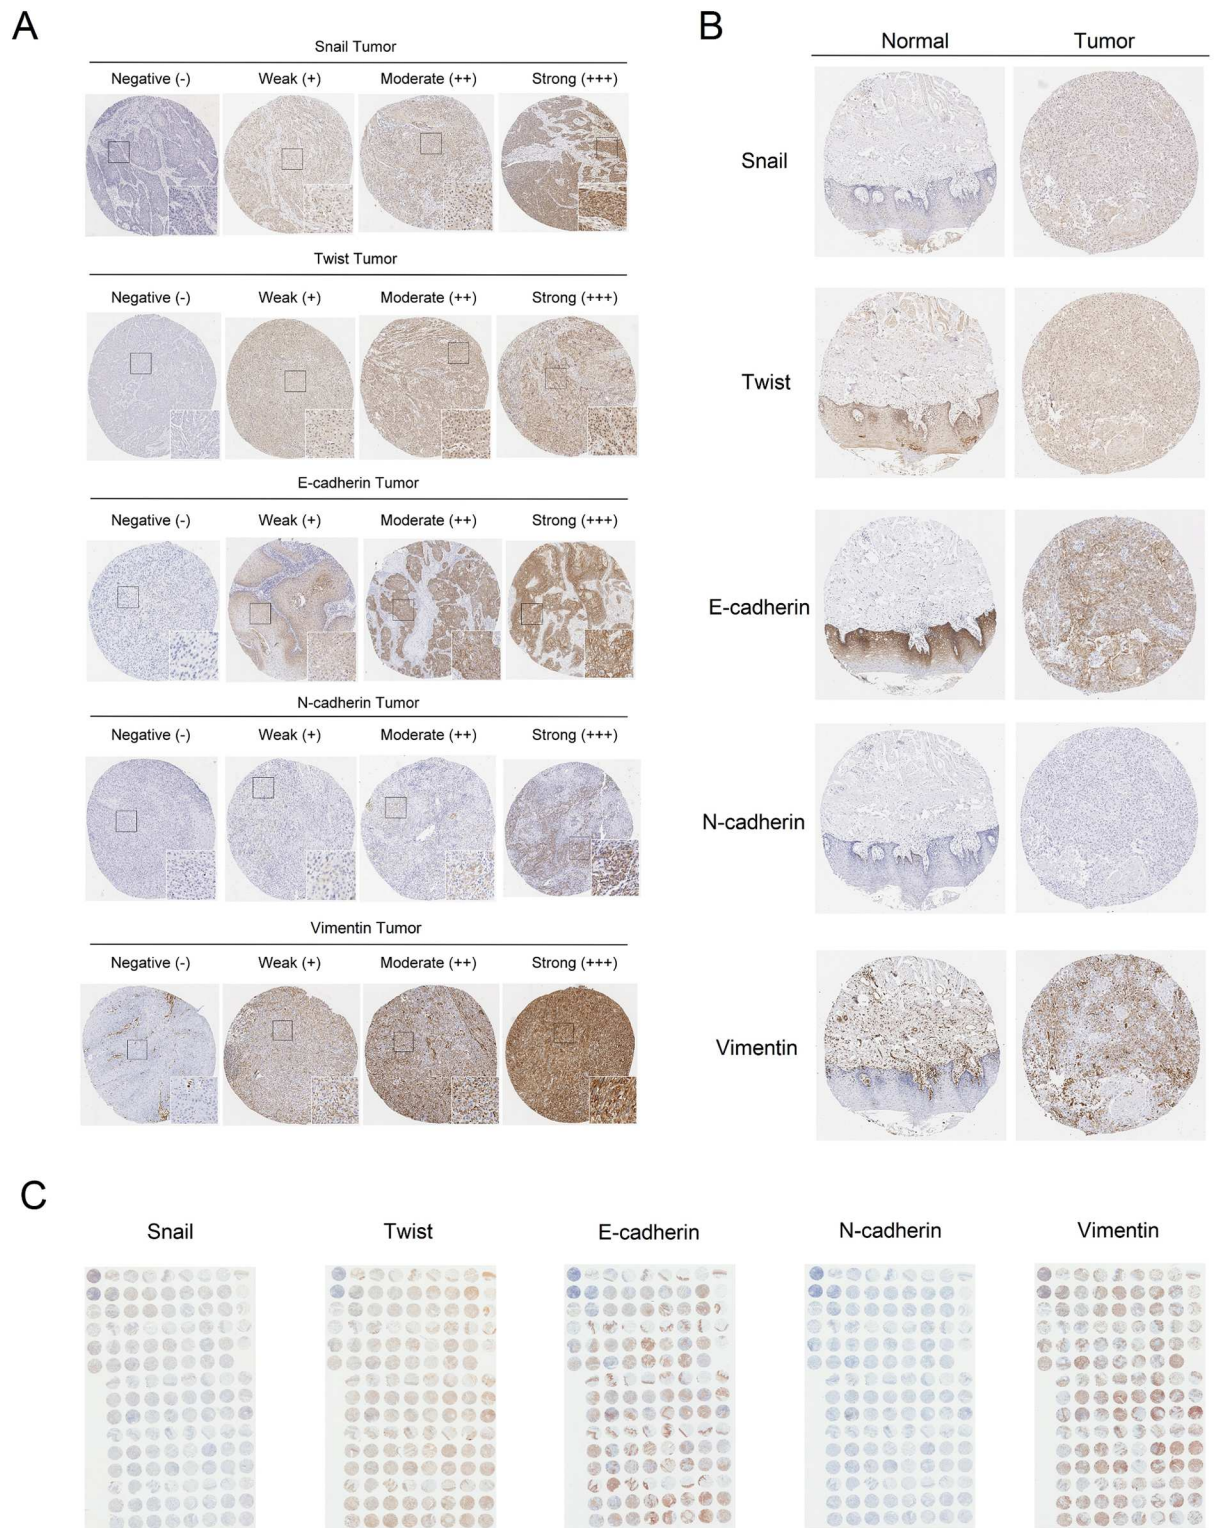 A
Snail Tumor
Negative (-) Weak (+) Moderate (++) Strong (+++)
Twist Tumor
Negative (-) Weak (+) Moderate (++) Strong (+++)
E-cadherin Tumor
Negative (-) Weak (+) Moderate (++) Strong (+++)
N-cadherin Tumor
Negative (-) Weak (+) Moderate (++) Strong (+++)
Vimentin Tumor
Negative (-) Weak (+) Moderate (++) Strong (+++)
B
Normal Tumor
Snail
Twist
E-cadherin
N-cadherin
Vimentin
C
Snail Twist E-cadherin N-cadherin Vimentin